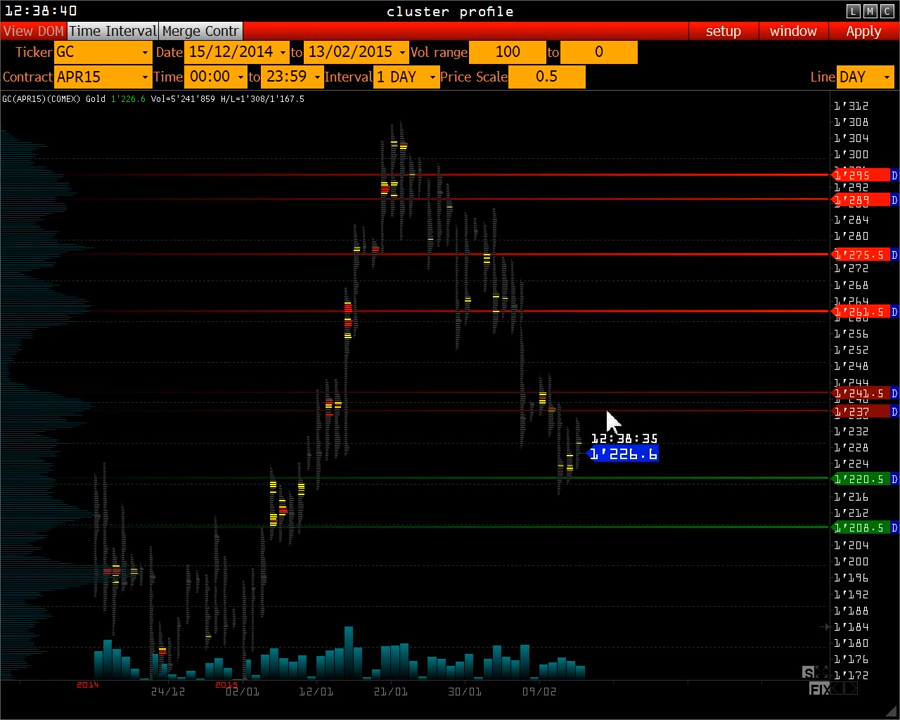 12:38:40 cluster profile L M C
View DOM Time Interval Merge Contr setup window Apply
Ticker GC Date 15/12/2014 to 13/02/2015 Vol range 100 to 0
Contract APR15 Time 00:00 to 23:59 Interval 1 DAY Price Scale 0.5 Line DAY
GC(APR15)(COMEX) Gold 1'226.6 Vol=5'241'859 H/L=1'308/1'167.5
1'312
1'308
1'304
1'300
1'295 D
1'292
1'289 D
1'284
1'280
1'275.5 D
1'272
1'268
1'264
1'261.5 D
1'256
1'252
1'248
1'244
1'241.5 D
1'237 D
1'232
12:38:35
1'228
1'226.6
1'224
1'220.5 D
1'216
1'212
1'208.5 D
1'204
1'200
1'196
1'192
1'188
1'184
1'180
1'176
1'172
S
FIX
2014 2015
24/12 02/01 12/01 21/01 30/01 09/02